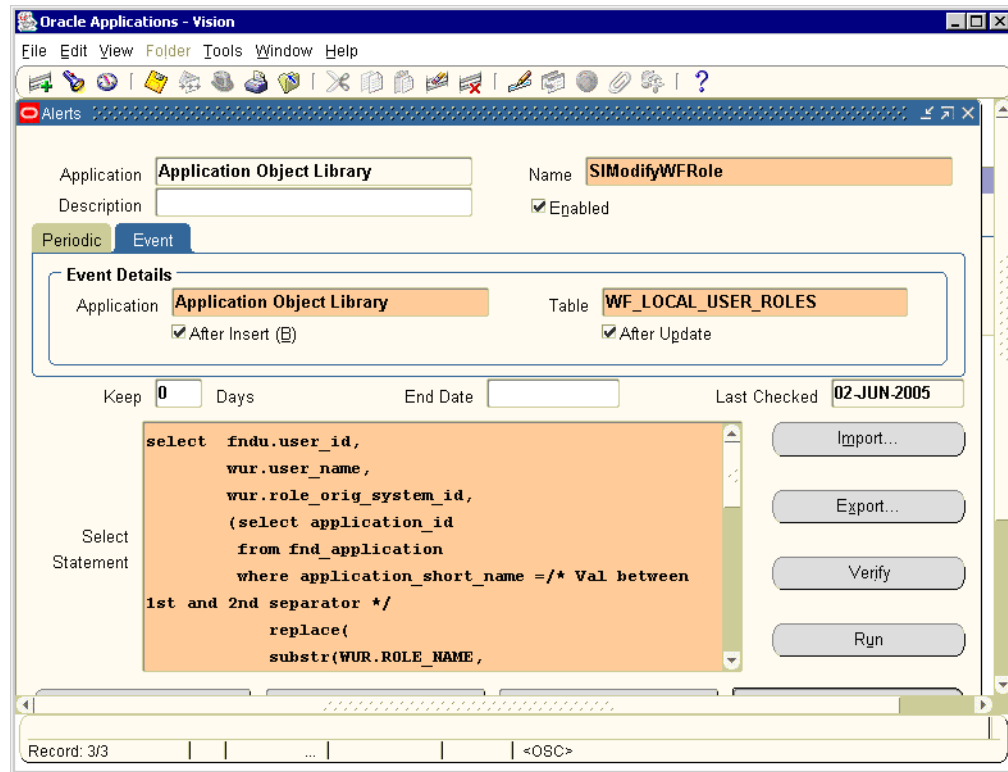 Oracle Applications - Vision
File Edit View Folder Tools Window Help
Alerts
Application Application Object Library Name SIModifyWFRole
Description Enabled
Periodic Event
Event Details
Application Application Object Library Table WF_LOCAL_USER_ROLES
After Insert (B) After Update
Keep 0 Days End Date Last Checked 02-JUN-2005
Select Statement
select fndu.user_id,
wur.user_name,
wur.role_orig_system_id,
(select application_id
from fnd_application
where application_short_name =/* Val between
1st and 2nd separator */
replace(
substr(WUR.ROLE_NAME,
Import...
Export...
Verify
Run
Record: 3/3 ... <OSC>